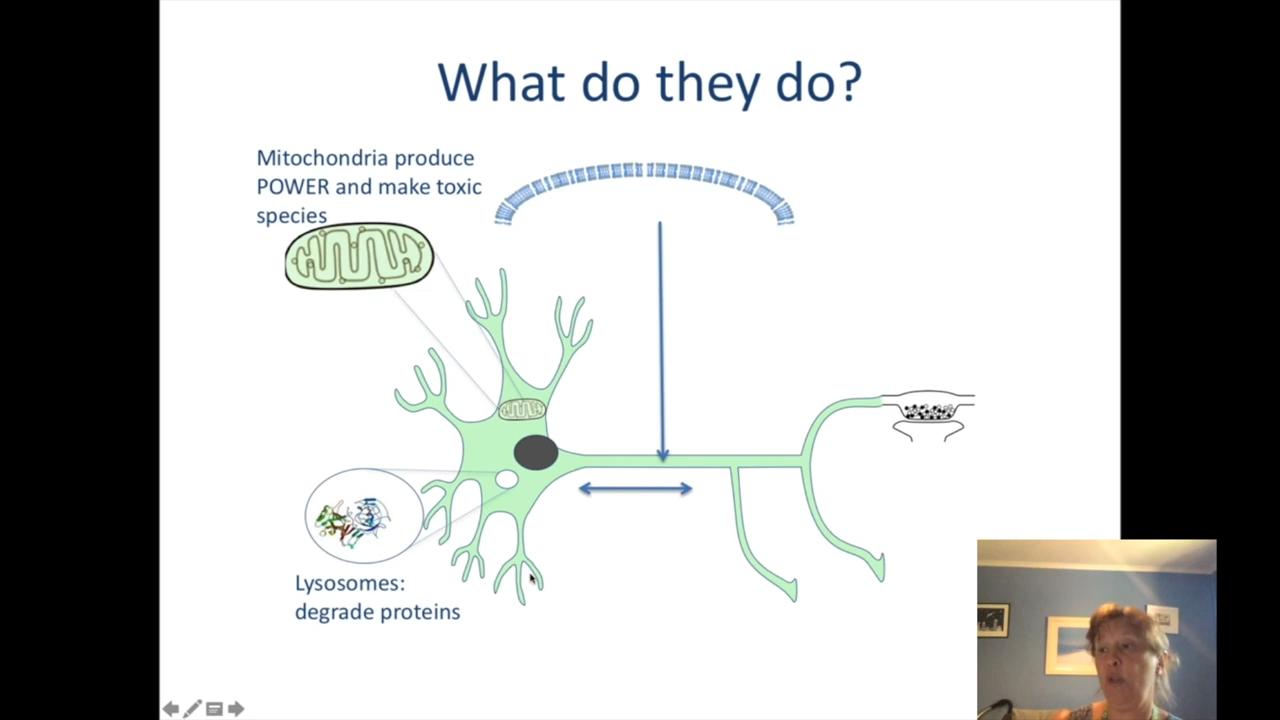 What do they do?
Mitochondria produce
POWER and make toxic
species
Lysosomes:
degrade proteins